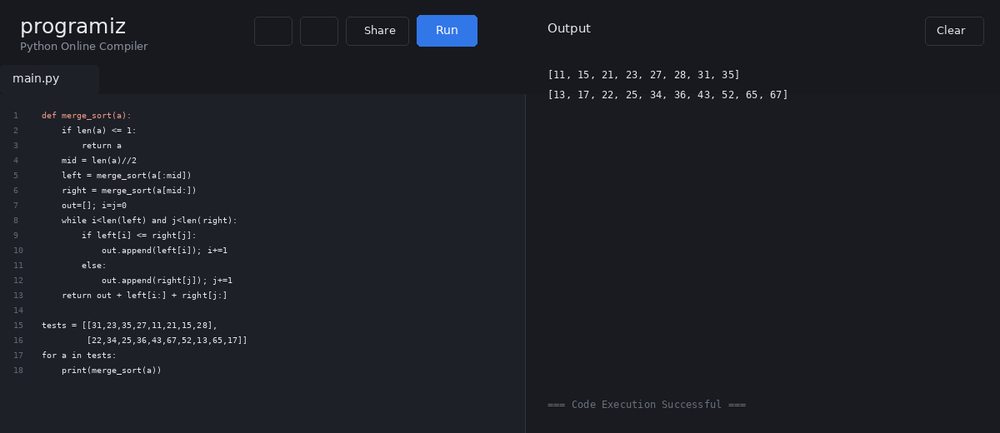 programiz
Python Online Compiler
Share
Run
main.py
1 def merge_sort(a):
2     if len(a) <= 1:
3         return a
4     mid = len(a)//2
5     left = merge_sort(a[:mid])
6     right = merge_sort(a[mid:])
7     out=[]; i=j=0
8     while i<len(left) and j<len(right):
9         if left[i] <= right[j]:
10             out.append(left[i]); i+=1
11         else:
12             out.append(right[j]); j+=1
13     return out + left[i:] + right[j:]
14
15 tests = [[31,23,35,27,11,21,15,28],
16          [22,34,25,36,43,67,52,13,65,17]]
17 for a in tests:
18     print(merge_sort(a))
Output
Clear
[11, 15, 21, 23, 27, 28, 31, 35]
[13, 17, 22, 25, 34, 36, 43, 52, 65, 67]
=== Code Execution Successful ===